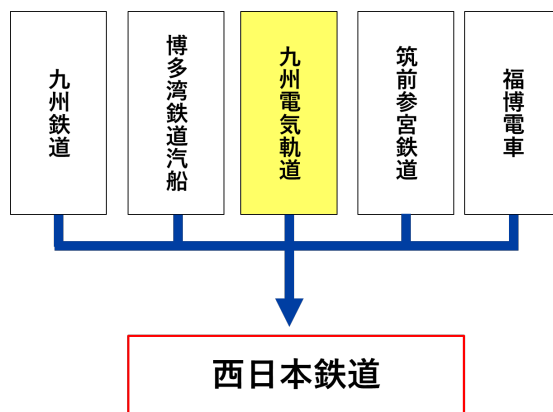 九州鉄道
博多湾鉄道汽船
九州電気軌道
筑前参宮鉄道
福博電車
西日本鉄道